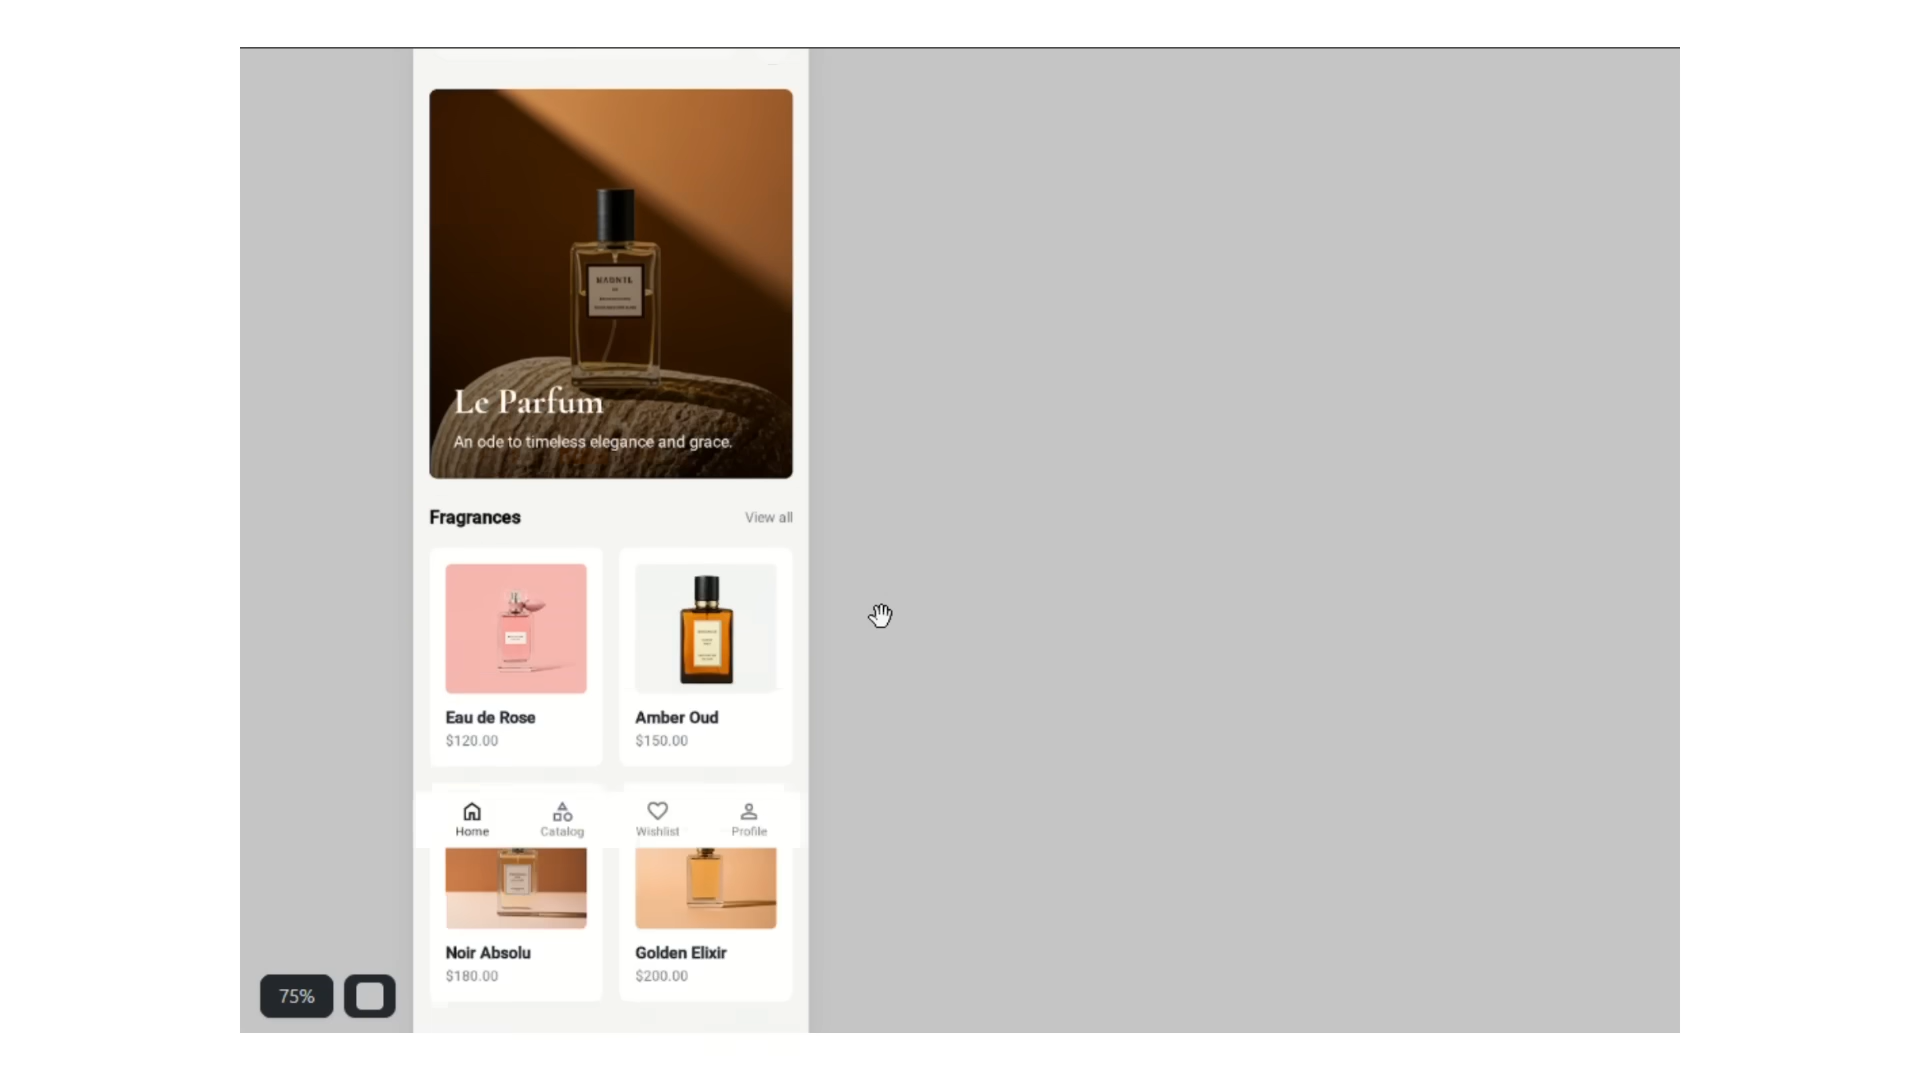 Le Parfum
An ode to timeless elegance and grace.
Fragrances
View all
Eau de Rose
$120.00
Amber Oud
$150.00
Home
Catalog
Wishlist
Profile
Noir Absolu
$180.00
Golden Elixir
$200.00
75%